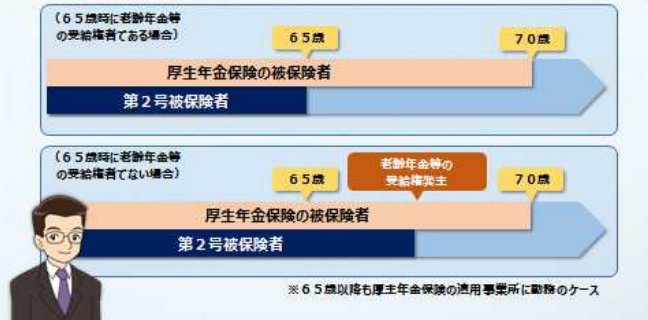 （６５歳時に老齢年金等
の受給権者である場合）
６５歳
７０歳
厚生年金保険の被保険者
第２号被保険者
（６５歳時に老齢年金等
の受給権者でない場合）
６５歳
老齢年金等の
受給権発生
７０歳
厚生年金保険の被保険者
第２号被保険者
※６５歳以降も厚生年金保険の適用事業所に勤務のケース